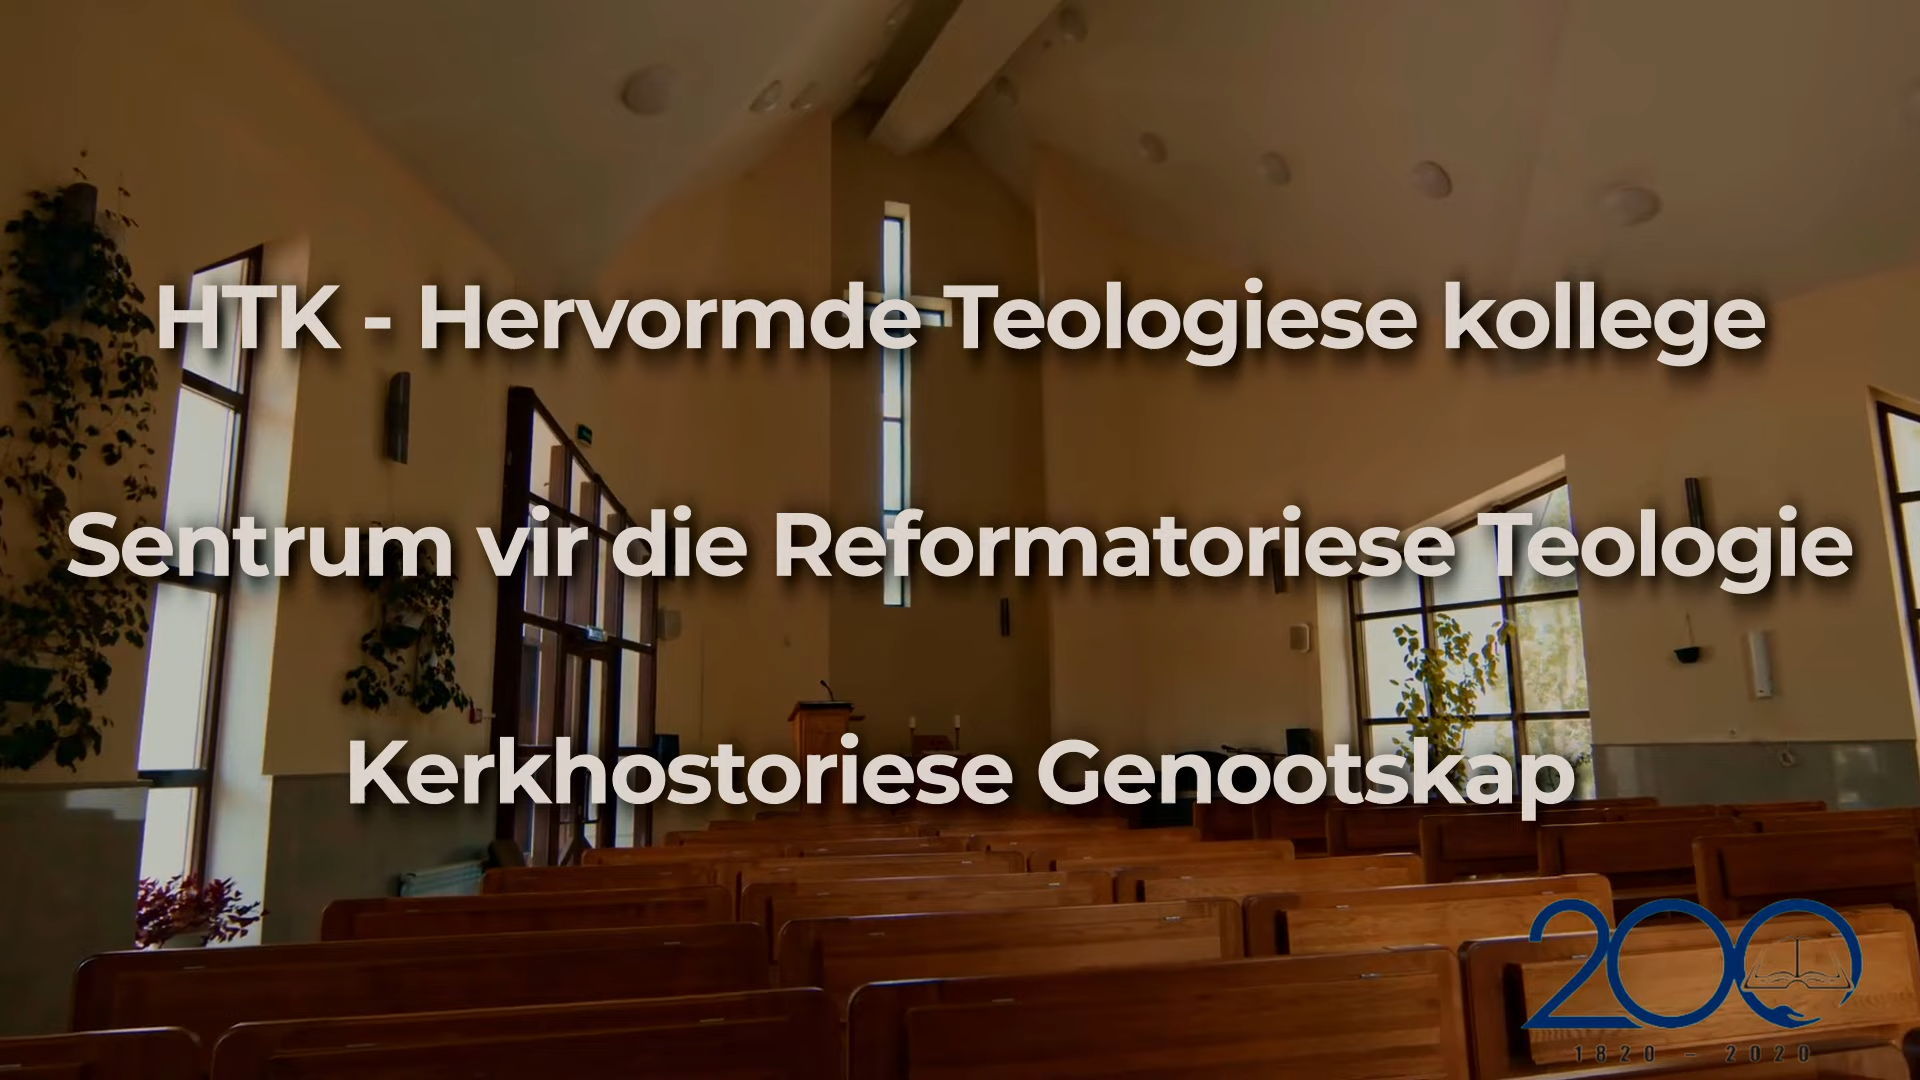 HTK - Hervormde Teologiese kollege
Sentrum vir die Reformatoriese Teologie
Kerkhostoriese Genootskap
200
1820 - 2020